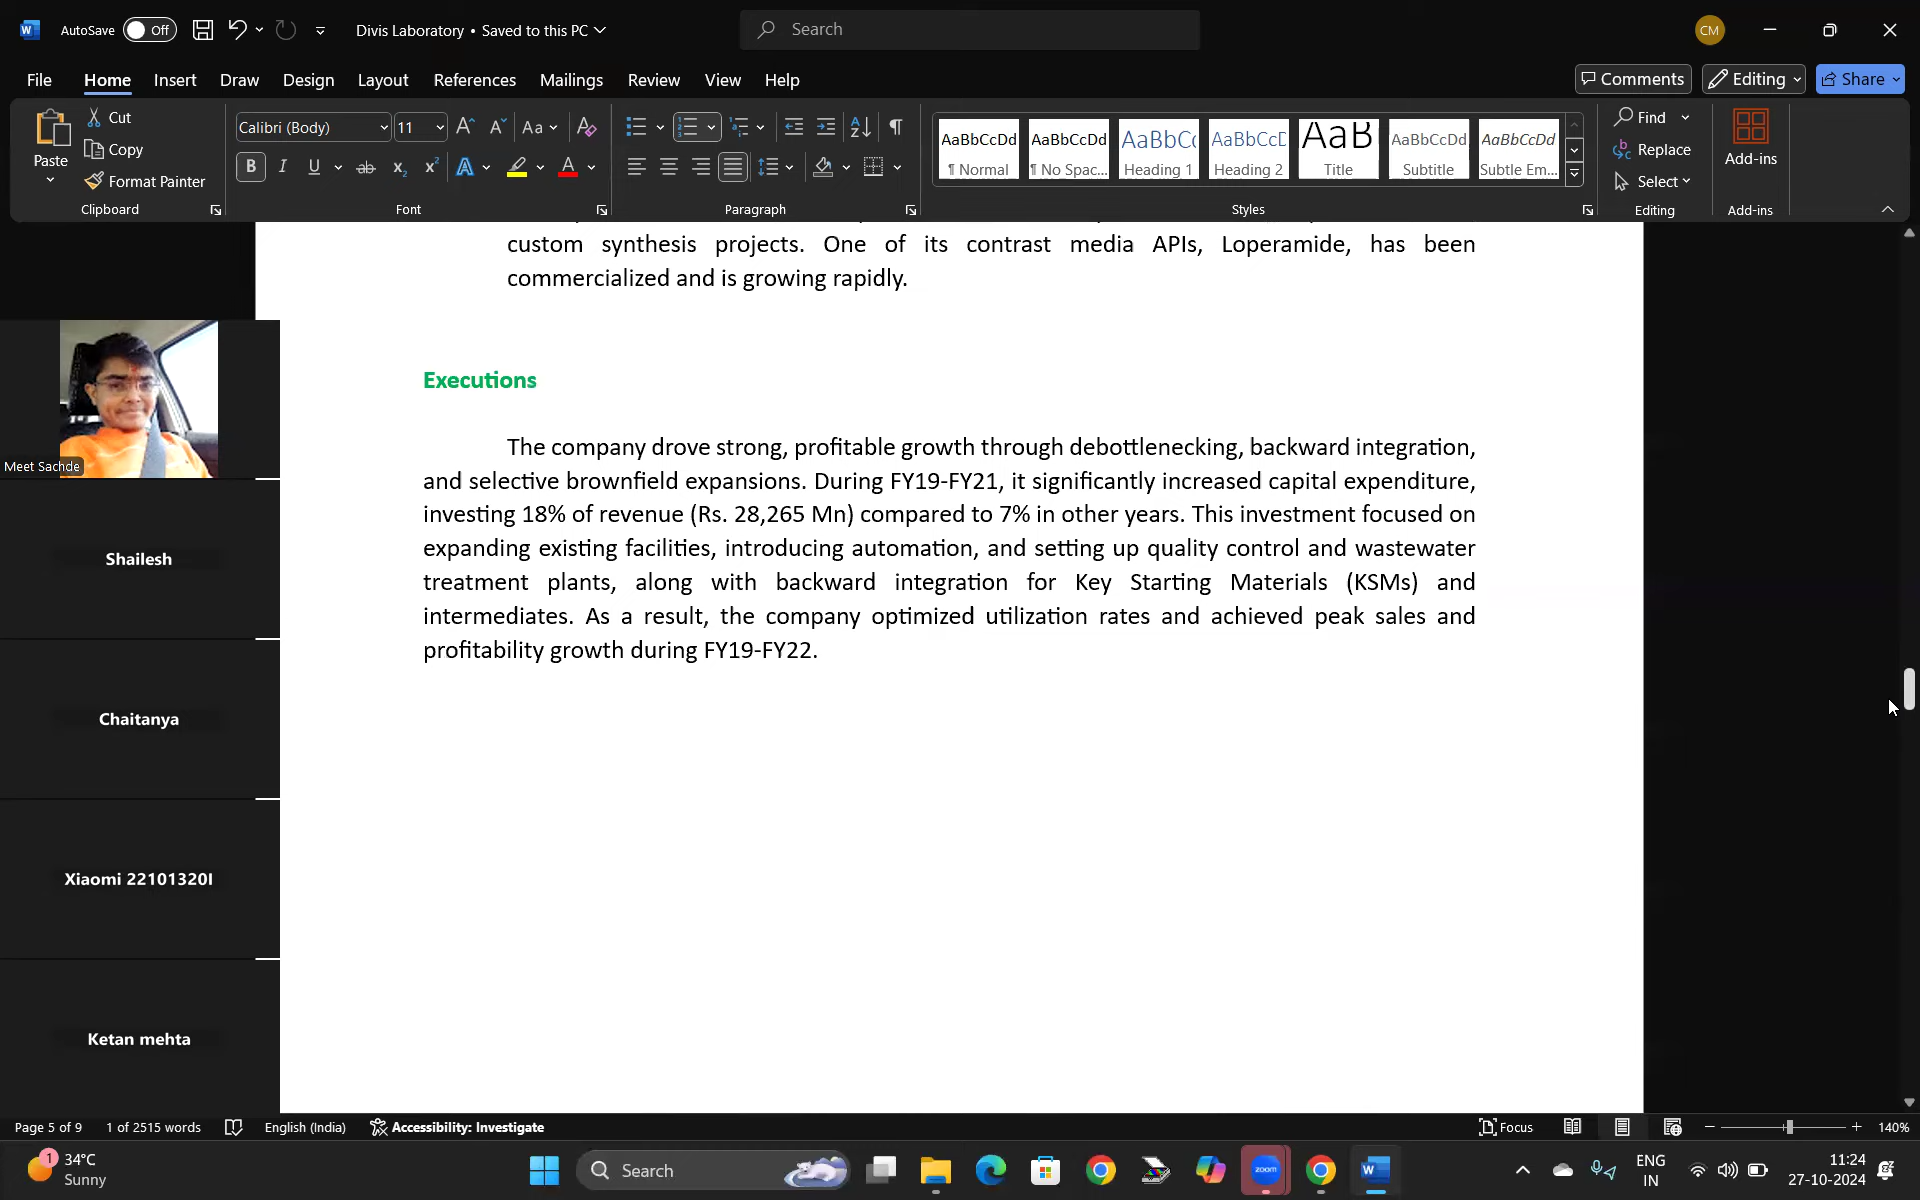 AutoSave Off Divis Laboratory • Saved to this PC Search CM
File Home Insert Draw Design Layout References Mailings Review View Help Comments Editing Share
Paste Cut Copy Format Painter Clipboard
Calibri (Body) 11 Font
Paragraph
AaBbCcDd ¶ Normal
AaBbCcDd ¶ No Spac...
AaBbCc Heading 1
AaBbCcD Heading 2
AaB Title
AaBbCcDd Subtitle
AaBbCcDd Subtle Em...
Styles
Find Replace Select Editing
Add-ins Add-ins
custom synthesis projects. One of its contrast media APIs, Loperamide, has been
commercialized and is growing rapidly.
Executions
The company drove strong, profitable growth through debottlenecking, backward integration,
and selective brownfield expansions. During FY19-FY21, it significantly increased capital expenditure,
investing 18% of revenue (Rs. 28,265 Mn) compared to 7% in other years. This investment focused on
expanding existing facilities, introducing automation, and setting up quality control and wastewater
treatment plants, along with backward integration for Key Starting Materials (KSMs) and
intermediates. As a result, the company optimized utilization rates and achieved peak sales and
profitability growth during FY19-FY22.
Meet Sachde
Shailesh
Chaitanya
Xiaomi 22101320I
Ketan mehta
Page 5 of 9 1 of 2515 words English (India) Accessibility: Investigate Focus 140%
1 34°C Sunny
Search
zoom
ENG IN
11:24
27-10-2024